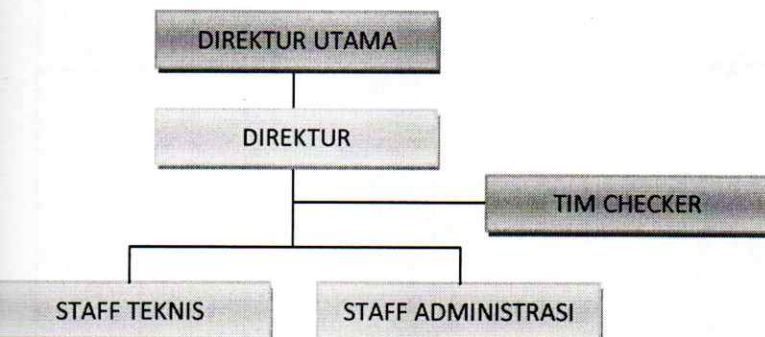 DIREKTUR UTAMA
DIREKTUR
TIM CHECKER
STAFF TEKNIS
STAFF ADMINISTRASI